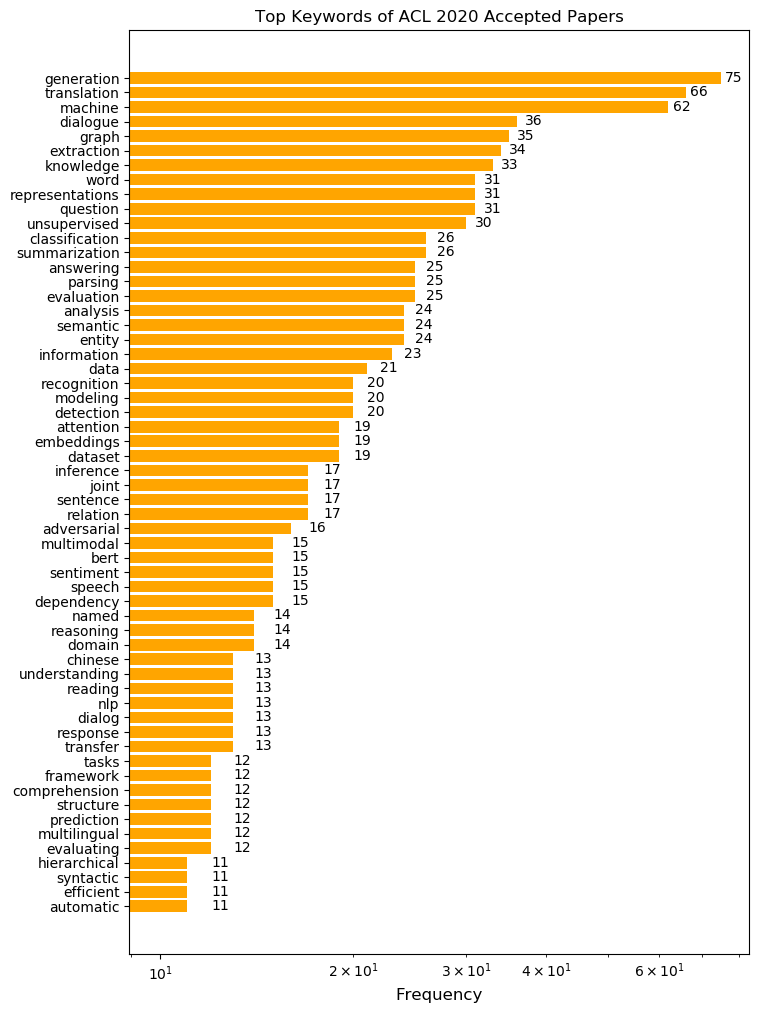 Top Keywords of ACL 2020 Accepted Papers
generation 75
translation 66
machine 62
dialogue 36
graph 35
extraction 34
knowledge 33
word 31
representations 31
question 31
unsupervised 30
classification 26
summarization 26
answering 25
parsing 25
evaluation 25
analysis 24
semantic 24
entity 24
information 23
data 21
recognition 20
modeling 20
detection 20
attention 19
embeddings 19
dataset 19
inference 17
joint 17
sentence 17
relation 17
adversarial 16
multimodal 15
bert 15
sentiment 15
speech 15
dependency 15
named 14
reasoning 14
domain 14
chinese 13
understanding 13
reading 13
nlp 13
dialog 13
response 13
transfer 13
tasks 12
framework 12
comprehension 12
structure 12
prediction 12
multilingual 12
evaluating 12
hierarchical 11
syntactic 11
efficient 11
automatic 11
10¹ 2 × 10¹ 3 × 10¹ 4 × 10¹ 6 × 10¹
Frequency